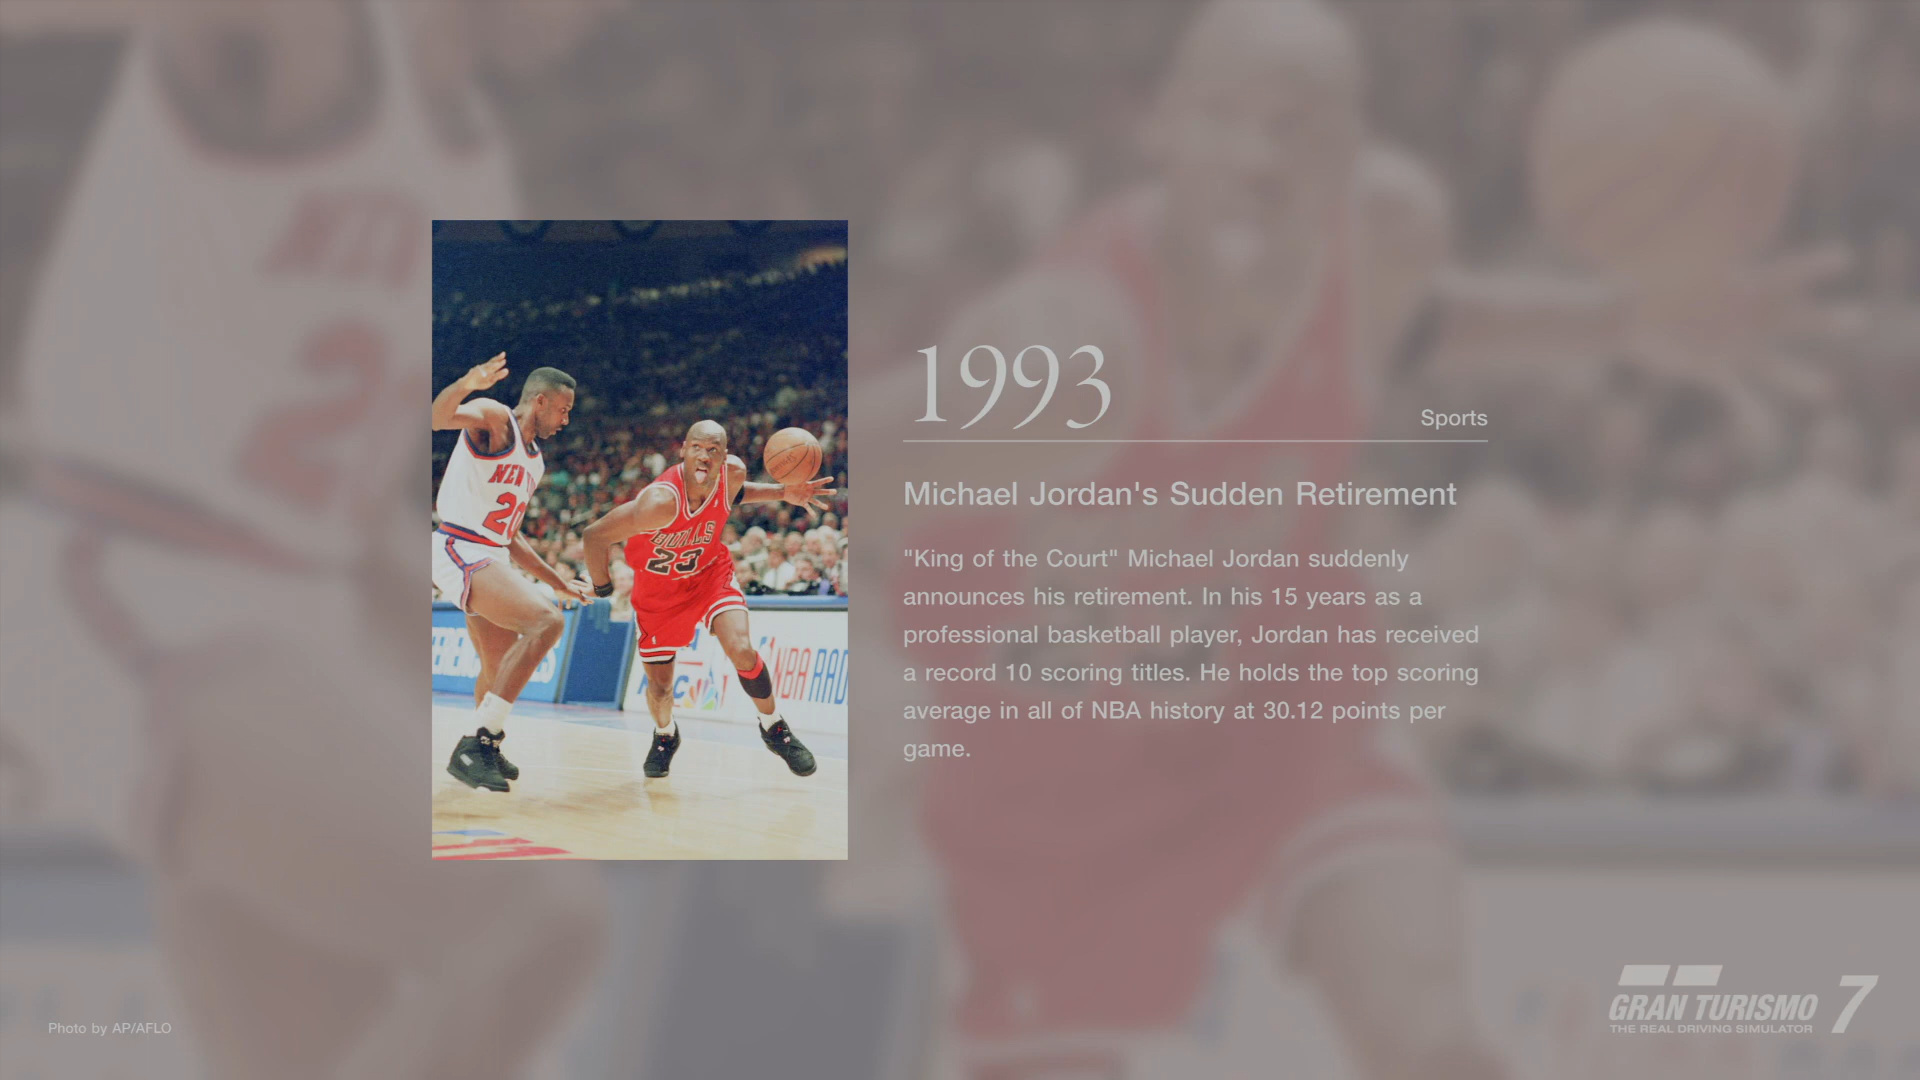 NEW
20
BULLS
23
NBA RAD
1993
Sports
Michael Jordan's Sudden Retirement
"King of the Court" Michael Jordan suddenly
announces his retirement. In his 15 years as a
professional basketball player, Jordan has received
a record 10 scoring titles. He holds the top scoring
average in all of NBA history at 30.12 points per
game.
Photo by AP/AFLO
GRAN TURISMO 7
THE REAL DRIVING SIMULATOR